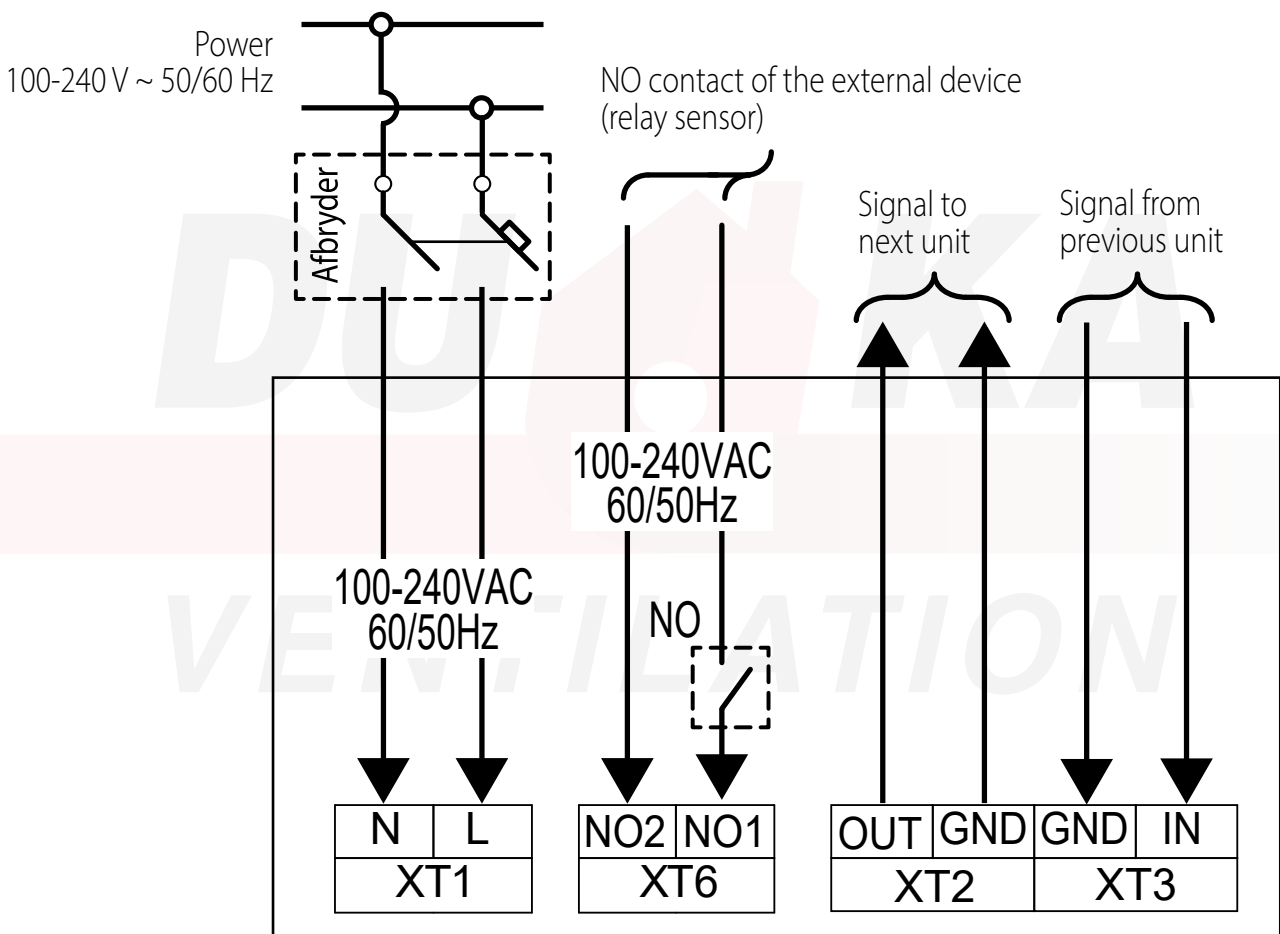 Power
100-240 V ~ 50/60 Hz
NO contact of the external device
(relay sensor)
Afbryder
Signal to
next unit
Signal from
previous unit
DUKA
VENTILATION
100-240VAC
60/50Hz
100-240VAC
60/50Hz
NO
N L
XT1
NO2 NO1
XT6
OUT GND GND IN
XT2 XT3